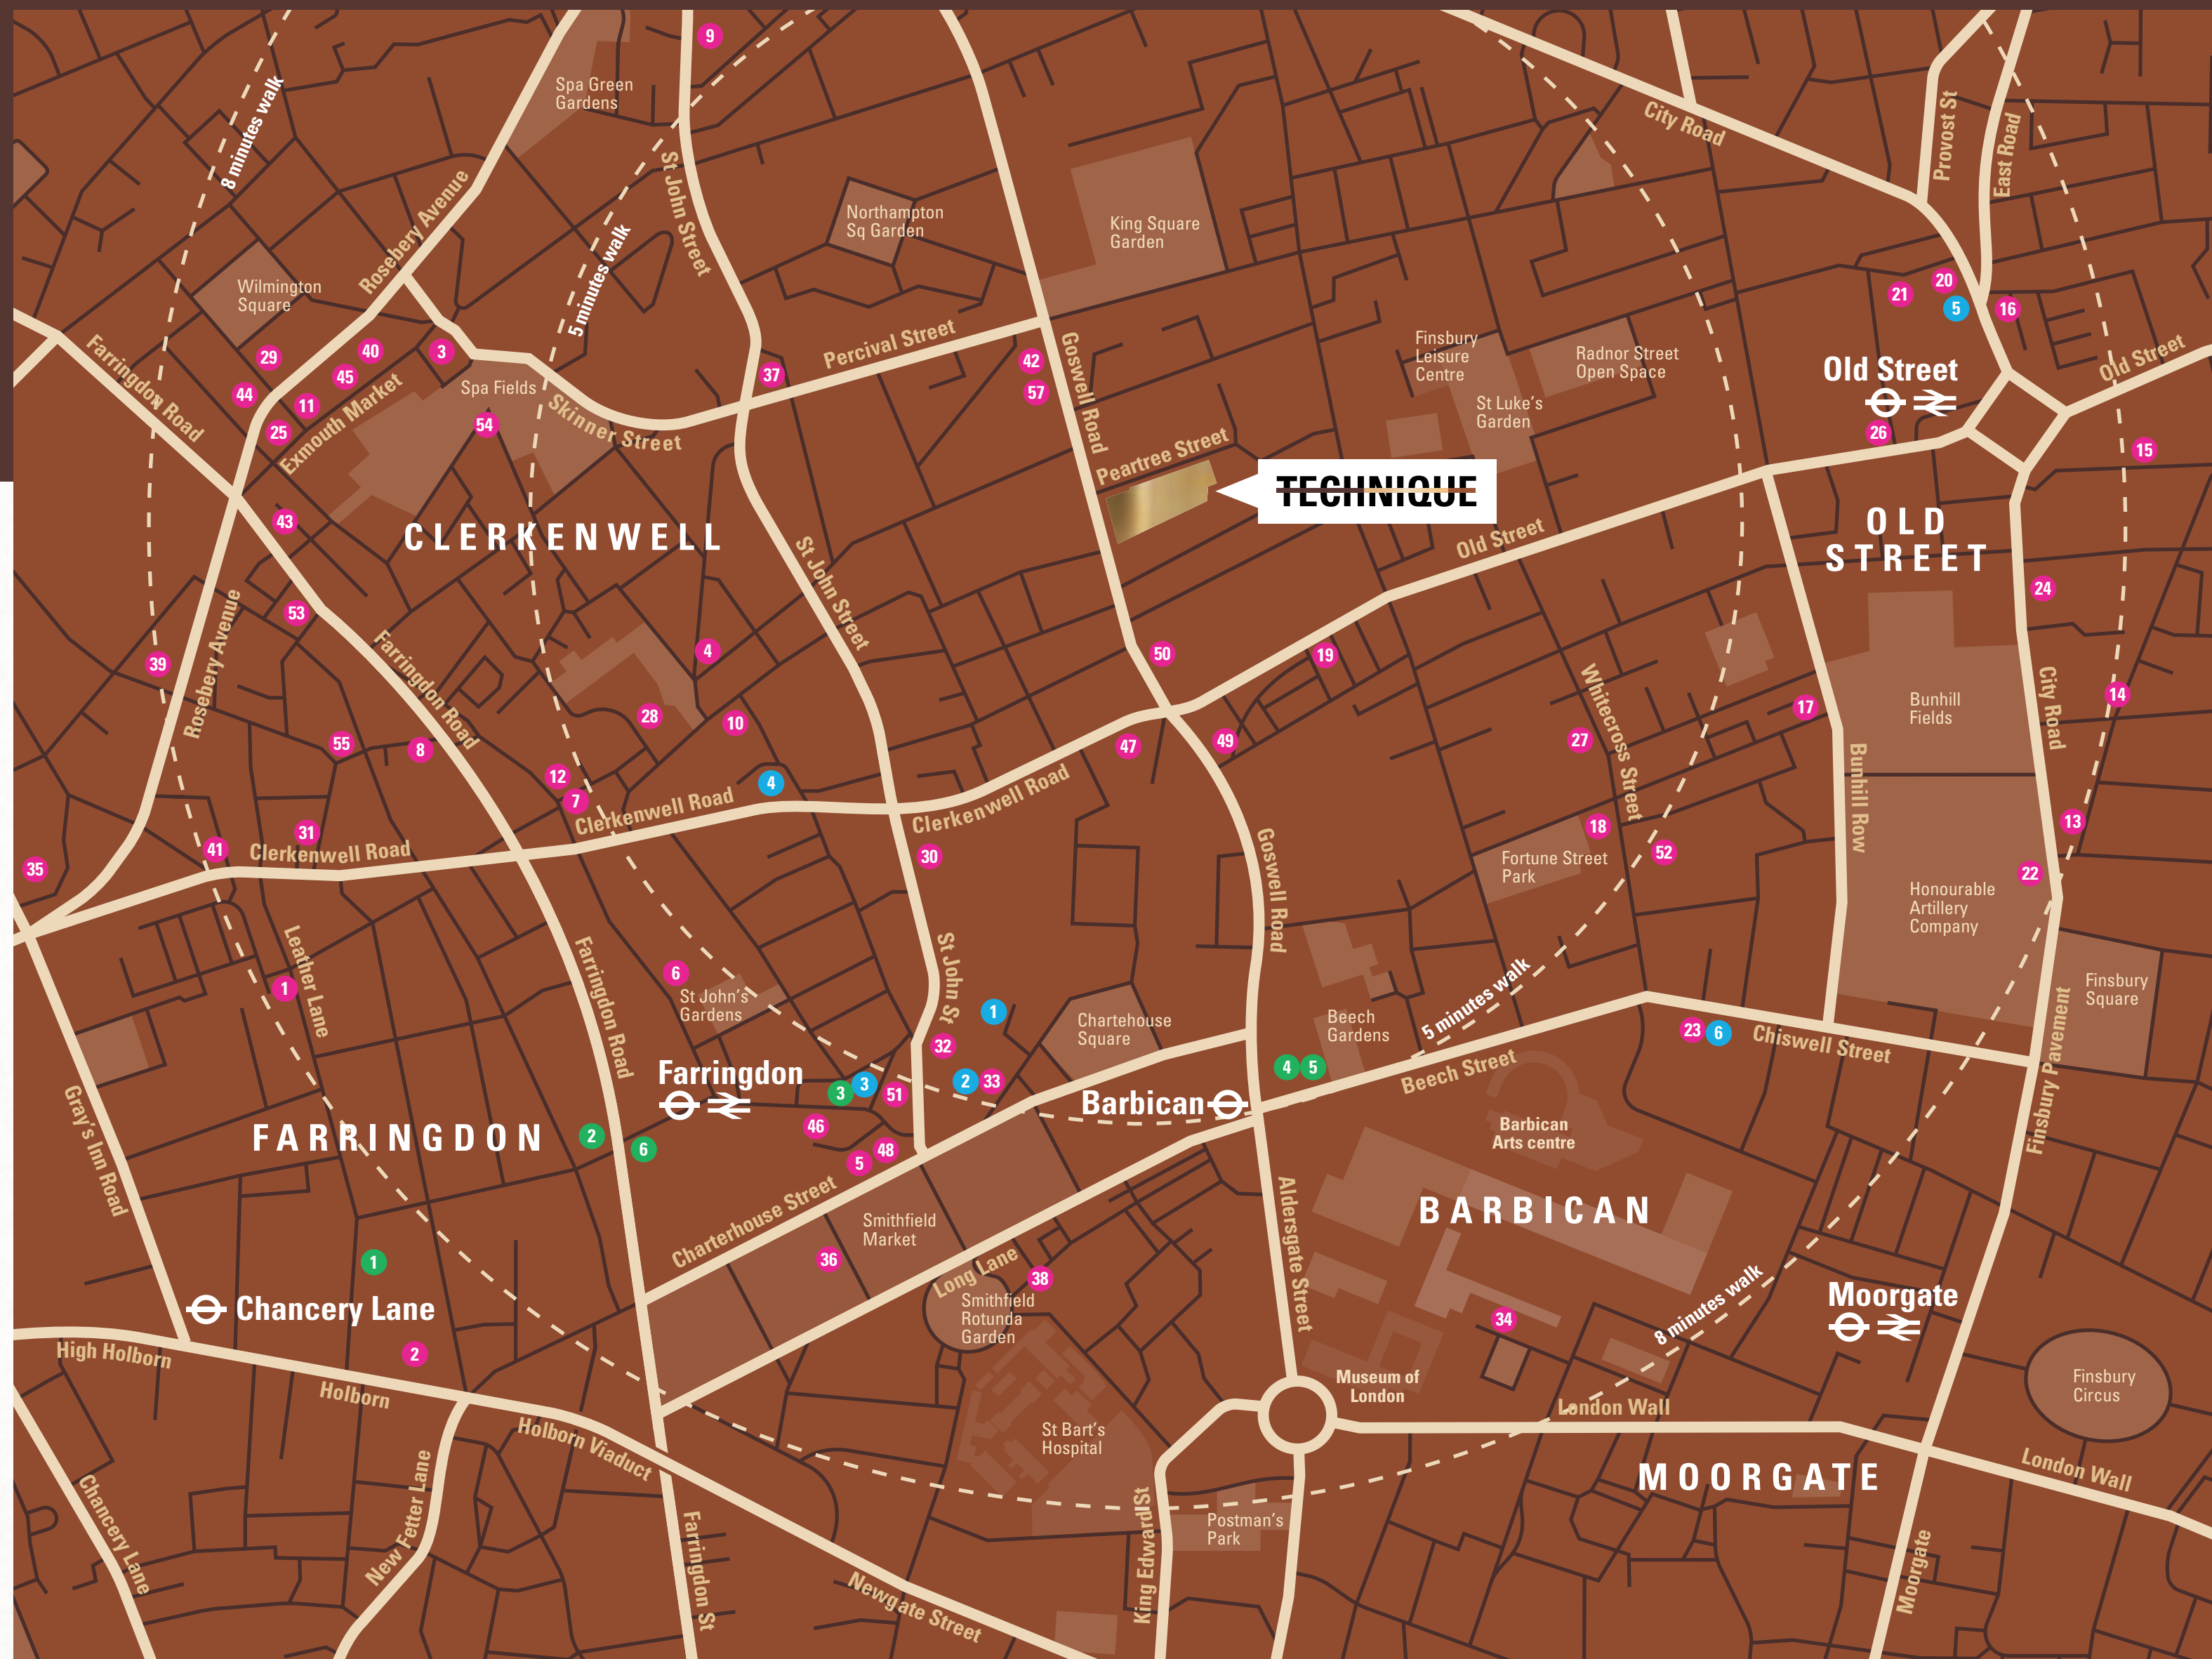 9
Spa Green
Gardens
8 minutes walk
City Road
Provost St
East Road
St John Street
Rosebery Avenue
Northampton
Sq Garden
King Square
Garden
5 minutes walk
Wilmington
Square
20
21
5
16
Farringdon Road
29
40
3
45
44
11
25
Exmouth Market
Spa Fields
54
Skinner Street
37
Percival Street
42
57
Goswell Road
Finsbury
Leisure
Centre
Radnor Street
Open Space
St Luke's
Garden
Old Street
Old Street
26
15
Peartree Street
TECHNIQUE
43
CLERKENWELL
Old Street
OLD
STREET
St John Street
24
53
39
Rosebery Avenue
Farringdon Road
4
50
19
Whitecross Street
28
10
17
Bunhill
Fields
City Road
14
55
8
47
49
27
12
7
4
Clerkenwell Road
Clerkenwell Road
Bunhill Row
31
41
Clerkenwell Road
35
30
Goswell Road
18
52
Fortune Street
Park
13
22
Honourable
Artillery
Company
Leather Lane
1
Farringdon Road
6
St John's
Gardens
St John St
1
32
Chartehouse
Square
5 minutes walk
Beech
Gardens
Finsbury
Square
23
6
Chiswell Street
Finsbury Pavement
Farringdon
3
3
51
2
33
4
5
Beech Street
Barbican
Gray's Inn Road
FARRINGDON
2
6
46
48
5
Barbican
Arts centre
Charterhouse Street
Smithfield
Market
36
Long Lane
38
Smithfield
Rotunda
Garden
Aldersgate Street
BARBICAN
1
Chancery Lane
2
High Holborn
Holborn
Holborn Viaduct
34
8 minutes walk
Moorgate
Museum of
London
London Wall
Finsbury
Circus
St Bart's
Hospital
MOORGATE
London Wall
Chancery Lane
New Fetter Lane
Farringdon St
Newgate Street
King Edward St
Postman's
Park
Moorgate